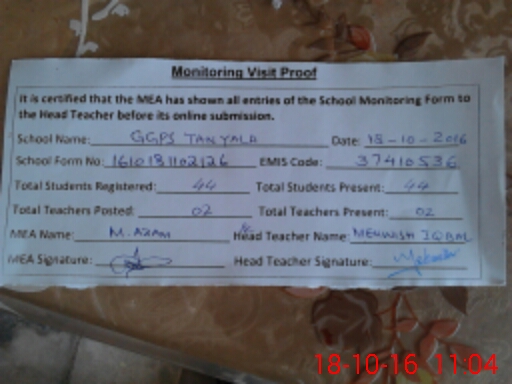 Monitoring Visit Proof
It is certified that the MEA has shown all entries of the School Monitoring Form to
the Head Teacher before its online submission.
School Name: GGPS TANYALA Date: 18-10-2016
School Form No: 1610181102126 EMIS Code: 37410536
Total Students Registered: 44 Total Students Present: 44
Total Teachers Posted: 02 Total Teachers Present: 02
MEA Name: M.AZAM Head Teacher Name: MEHWISH IQBAL
MEA Signature: Head Teacher Signature:
18-10-16 11:04